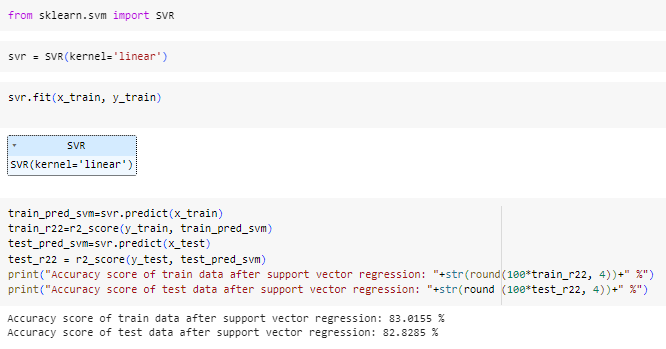 from sklearn.svm import SVR
svr = SVR(kernel='linear')
svr.fit(x_train, y_train)
SVR
SVR(kernel='linear')
train_pred_svm=svr.predict(x_train)
train_r22=r2_score(y_train, train_pred_svm)
test_pred_svm=svr.predict(x_test)
test_r22 = r2_score(y_test, test_pred_svm)
print("Accuracy score of train data after support vector regression: "+str(round(100*train_r22, 4))+" %")
print("Accuracy score of test data after support vector regression: "+str(round (100*test_r22, 4))+" %")
Accuracy score of train data after support vector regression: 83.0155 %
Accuracy score of test data after support vector regression: 82.8285 %